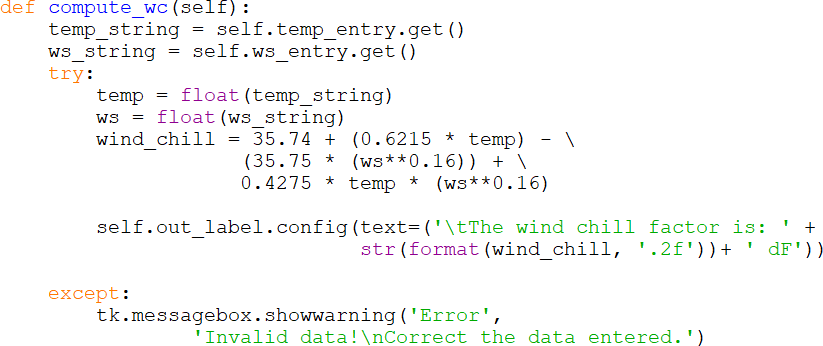 def compute_wc(self):
    temp_string = self.temp_entry.get()
    ws_string = self.ws_entry.get()
    try:
        temp = float(temp_string)
        ws = float(ws_string)
        wind_chill = 35.74 + (0.6215 * temp) - \
                    (35.75 * (ws**0.16)) + \
                    0.4275 * temp * (ws**0.16)

        self.out_label.config(text=('\tThe wind chill factor is: ' +
                              str(format(wind_chill, '.2f'))+ ' dF'))

    except:
        tk.messagebox.showwarning('Error',
                'Invalid data!\nCorrect the data entered.')